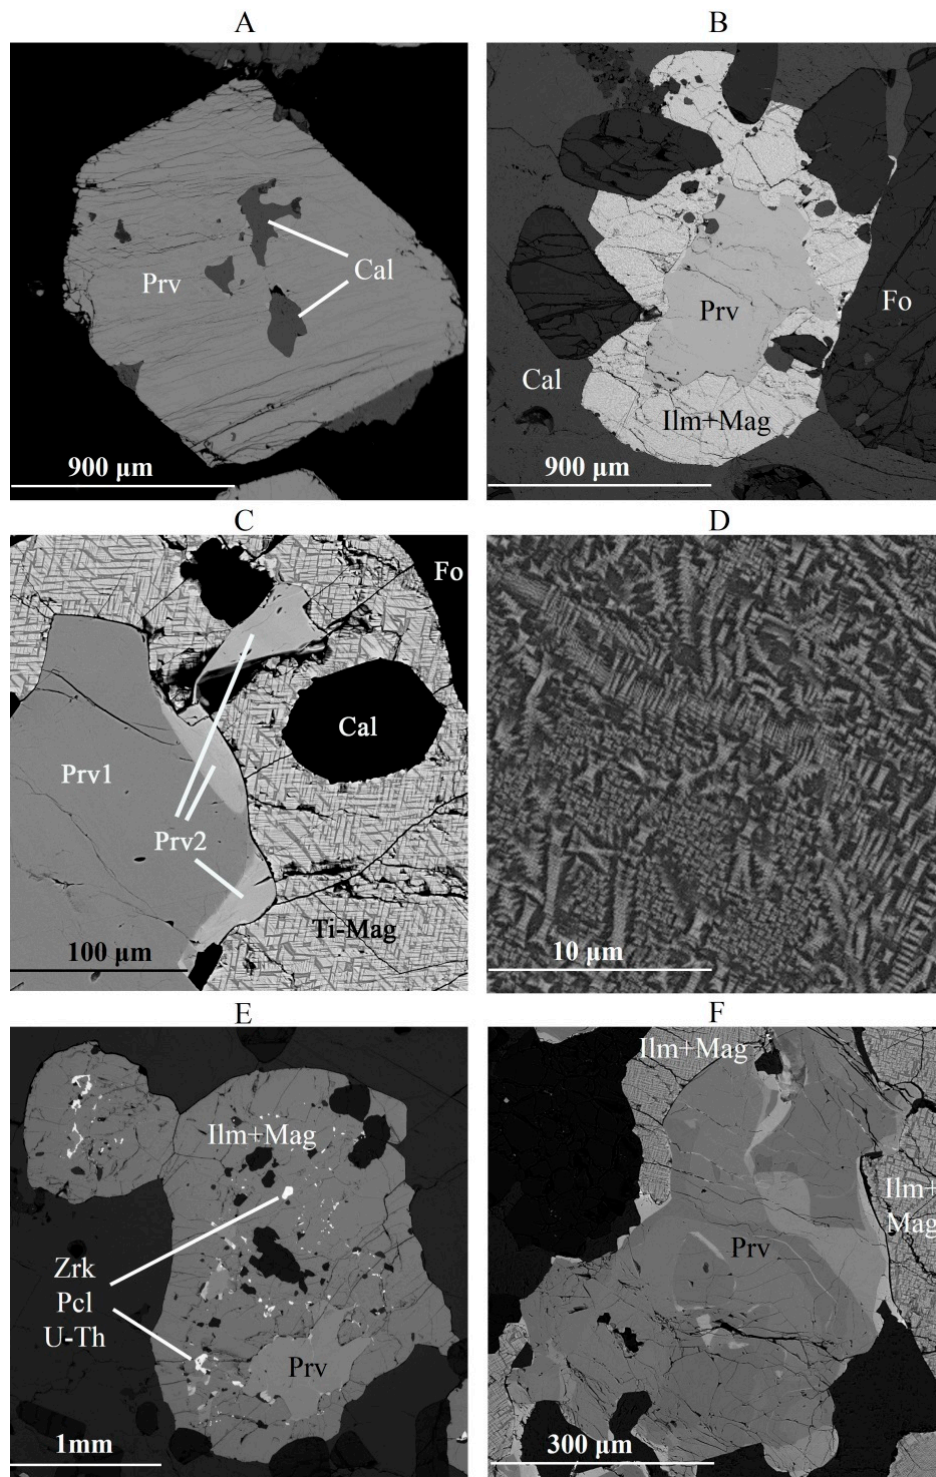 A
B
Prv
Cal
900 µm
Prv
Fo
Cal
Ilm+Mag
900 µm
C
D
Fo
Cal
Prv1
Prv2
Ti-Mag
100 µm
10 µm
E
F
Ilm+Mag
Zrk
Pcl
U-Th
Prv
1mm
Ilm+Mag
Ilm+
Mag
Prv
300 µm